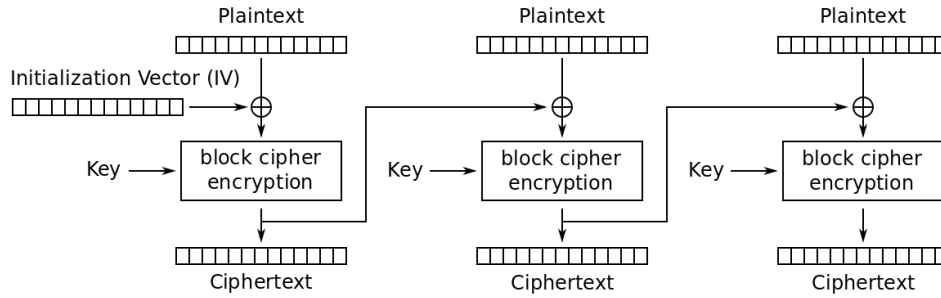 Plaintext
Plaintext
Plaintext
Initialization Vector (IV)
Key
block cipher
encryption
Key
block cipher
encryption
Key
block cipher
encryption
Ciphertext
Ciphertext
Ciphertext